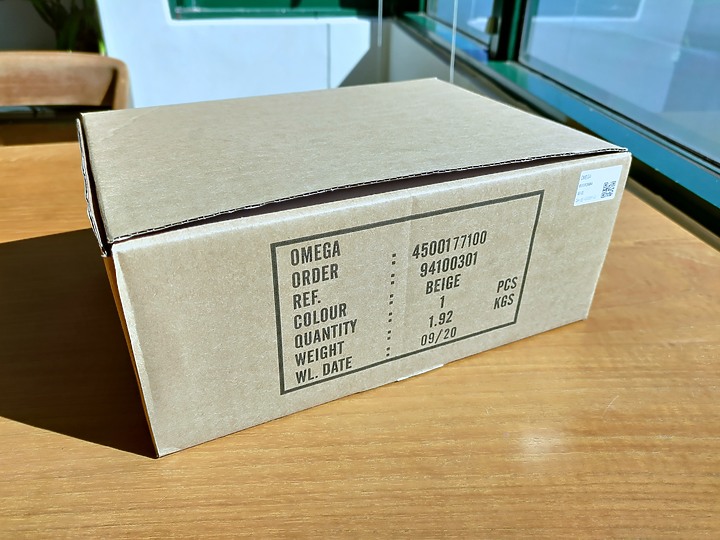 OMEGA
ORDER : 4500177100
REF. : 94100301
COLOUR : BEIGE
QUANTITY : 1 PCS
WEIGHT : 1.92 KGS
WL. DATE : 09/20